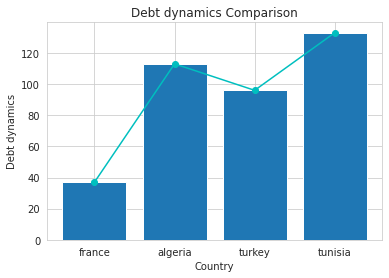 Debt dynamics Comparison
Debt dynamics
120
100
80
60
40
20
0
france algeria turkey tunisia
Country